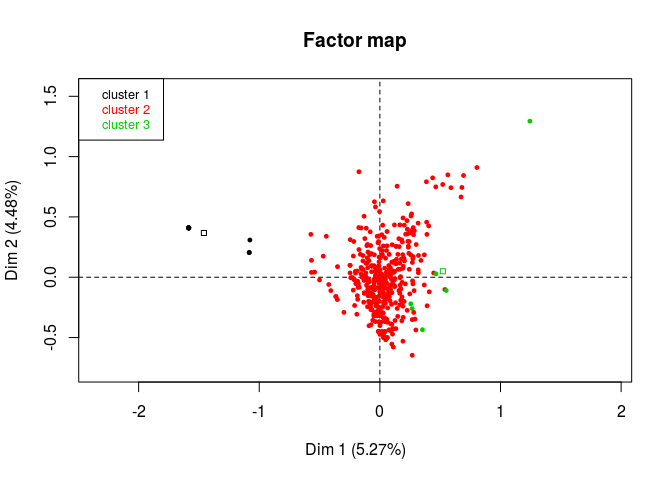 Factor map
cluster 1
cluster 2
cluster 3
1.5
1.0
0.5
0.0
-0.5
Dim 2 (4.48%)
-2 -1 0 1 2
Dim 1 (5.27%)